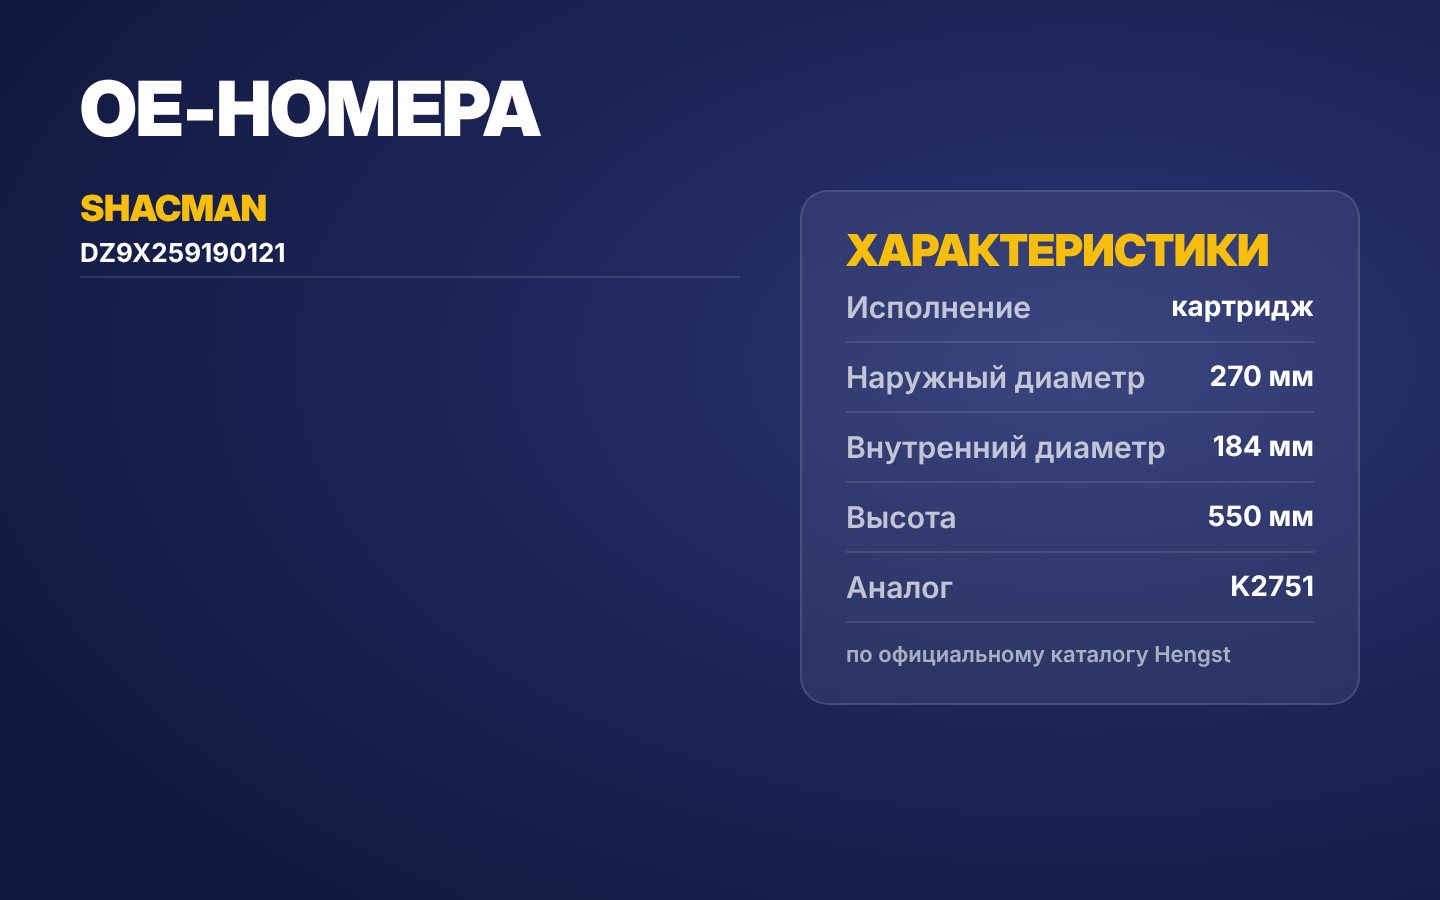 OE-НОМЕРА
SHACMAN
DZ9X259190121
ХАРАКТЕРИСТИКИ
Исполнение картридж
Наружный диаметр 270 мм
Внутренний диаметр 184 мм
Высота 550 мм
Аналог K2751
по официальному каталогу Hengst